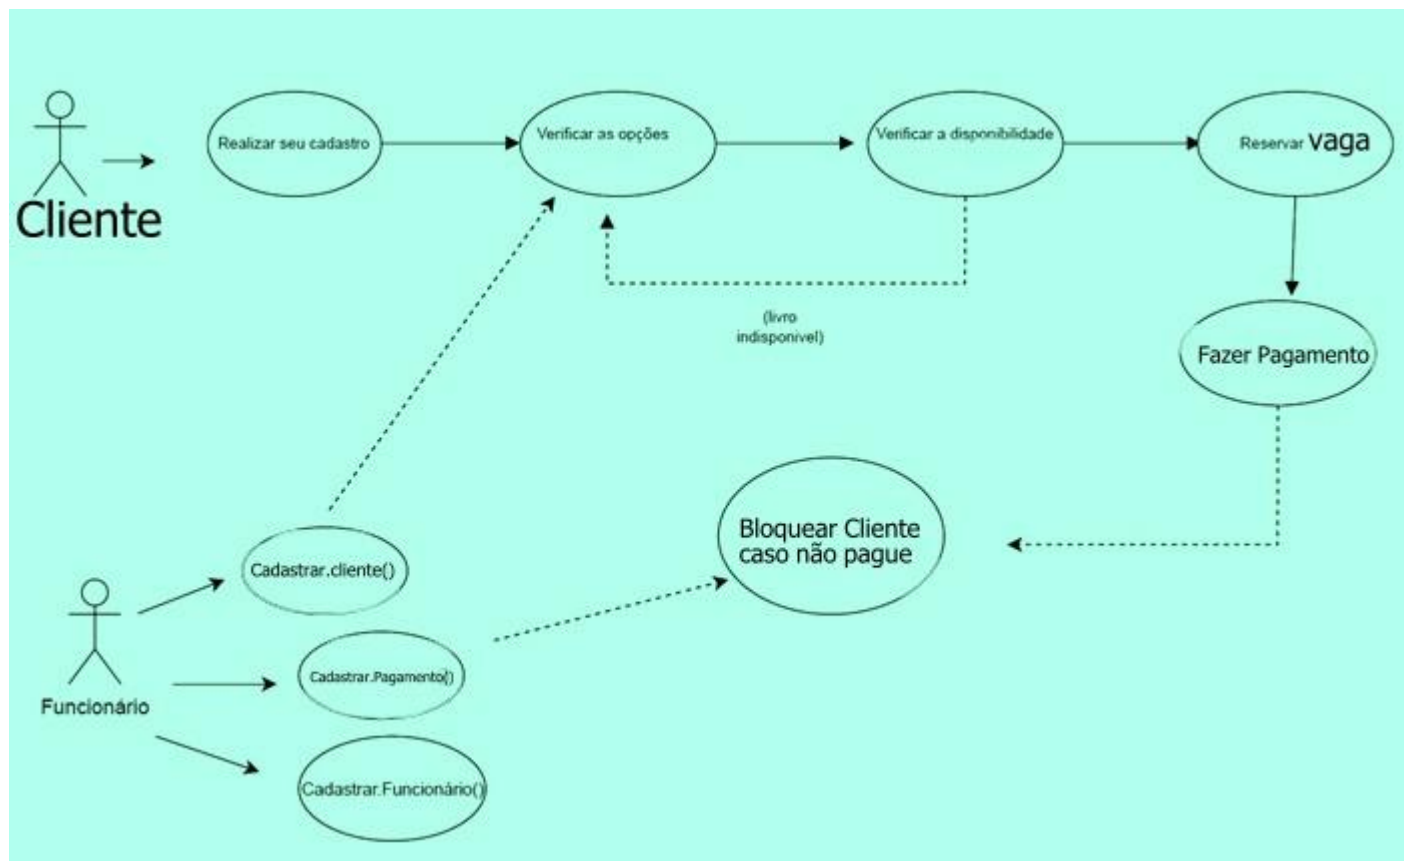 Cliente
Realizar seu cadastro
Verificar as opções
Verificar a disponibilidade
Reservar vaga
(livro
indisponivel)
Fazer Pagamento
Bloquear Cliente
caso não pague
Funcionário
Cadastrar.cliente()
Cadastrar.Pagamento()
Cadastrar.Funcionário()